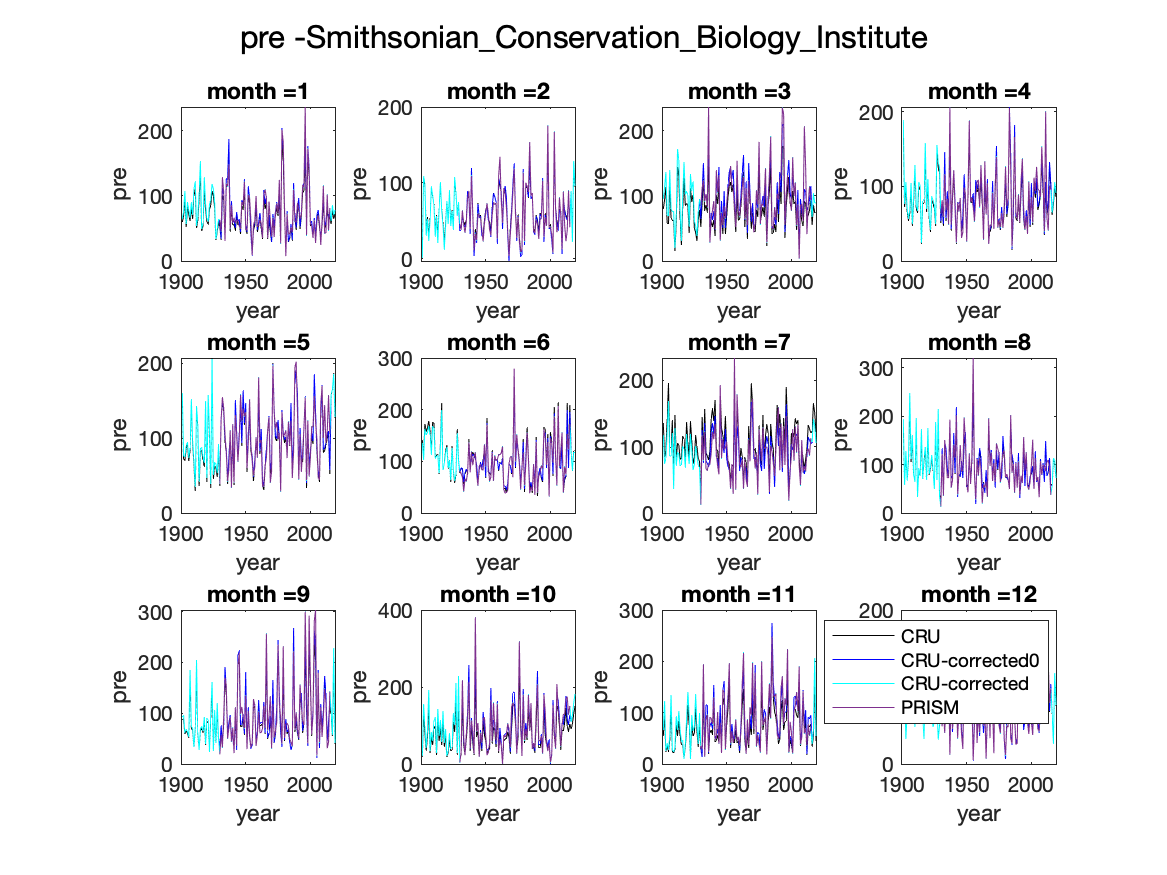 pre -Smithsonian_Conservation_Biology_Institute
month =1
month =2
month =3
month =4
200
100
0
pre
1900 1950 2000
year
200
100
0
pre
1900 1950 2000
year
200
100
0
pre
1900 1950 2000
year
200
100
0
pre
1900 1950 2000
year
month =5
month =6
month =7
month =8
200
100
0
pre
1900 1950 2000
year
300
200
100
0
pre
1900 1950 2000
year
200
100
0
pre
1900 1950 2000
year
300
200
100
0
pre
1900 1950 2000
year
month =9
month =10
month =11
month =12
300
200
100
0
pre
1900 1950 2000
year
400
200
0
pre
1900 1950 2000
year
300
200
100
0
pre
1900 1950 2000
year
200
0
1900 1950 2000
year
CRU
CRU-corrected0
CRU-corrected
PRISM